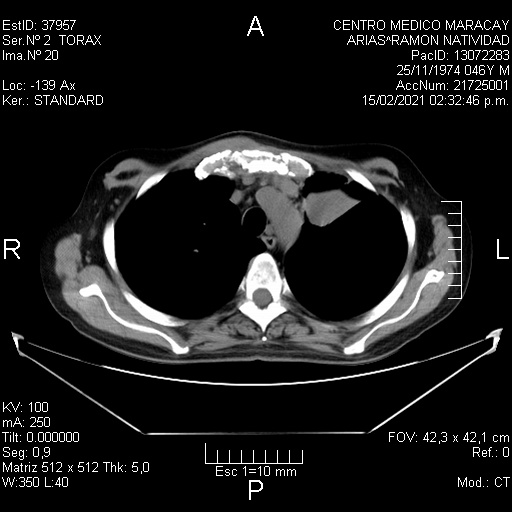 EstID: 37957
Ser.Nº 2 TORAX
Ima.Nº 20
Loc: -139 Ax
Ker.: STANDARD
A
CENTRO MEDICO MARACAY
ARIAS^RAMON NATIVIDAD
PacID: 13072283
25/11/1974 046Y M
AccNum: 21725001
15/02/2021 02:32:46 p.m.
R
L
KV: 100
mA: 250
Tilt: 0.000000
Seg: 0,9
Matriz 512 x 512 Thk: 5,0
W:350 L:40
Esc 1=10 mm
P
FOV: 42,3 x 42,1 cm
Ref.: 0
Mod.: CT